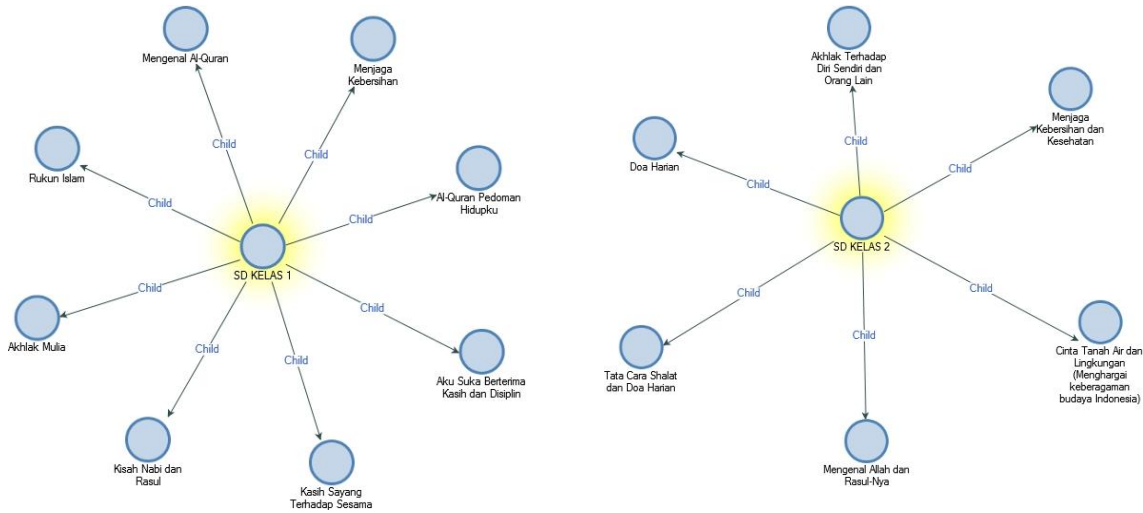 Mengenal Al-Quran
Menjaga
Kebersihan
Child
Child
Rukun Islam
Child
Al-Quran Pedoman
Hidupku
Child
SD KELAS 1
Child
Akhlak Mulia
Child
Aku Suka Berterima
Kasih dan Disiplin
Child
Child
Kisah Nabi dan
Rasul
Kasih Sayang
Terhadap Sesama
Akhlak Terhadap
Diri Sendiri dan
Orang Lain
Menjaga
Kebersihan dan
Kesehatan
Child
Child
Doa Harian
Child
SD KELAS 2
Child
Child
Child
Tata Cara Shalat
dan Doa Harian
Cinta Tanah Air dan
Lingkungan
(Menghargai
keberagaman
budaya Indonesia)
Mengenal Allah dan
Rasul-Nya